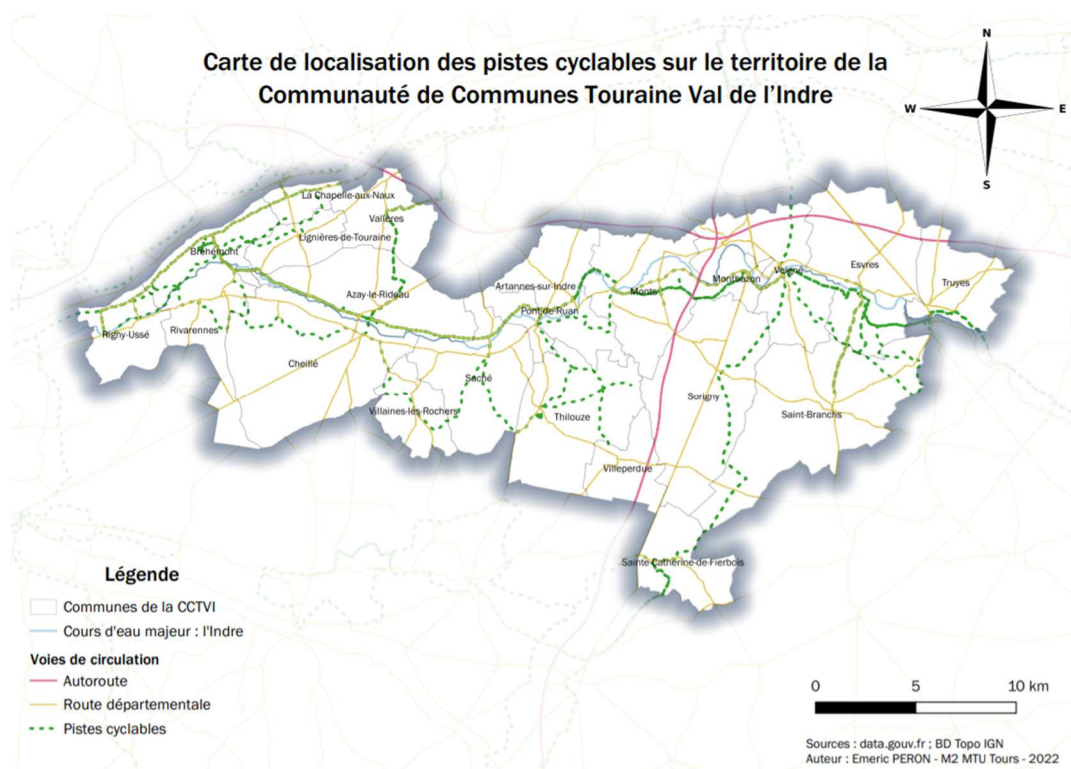 Carte de localisation des pistes cyclables sur le territoire de la
Communauté de Communes Touraine Val de l'Indre
N
W
E
S
La Chapelle-aux-Naux
Vallères
Lignières-de-Touraine
Bréhémont
Azay-le-Rideau
Rigny-Ussé
Rivarennes
Cheillé
Villaines-les-Rochers
Saché
Artannes-sur-Indre
Pont-de-Ruan
Thilouze
Villeperdue
Monts
Montbazon
Veigné
Esvres
Truyes
Sorigny
Saint-Branchs
Sainte-Catherine-de-Fierbois
Légende
Communes de la CCTVI
Cours d'eau majeur : l'Indre
Voies de circulation
Autoroute
Route départementale
Pistes cyclables
0 5 10 km
Sources : data.gouv.fr ; BD Topo IGN
Auteur : Emeric PERON - M2 MTU Tours - 2022